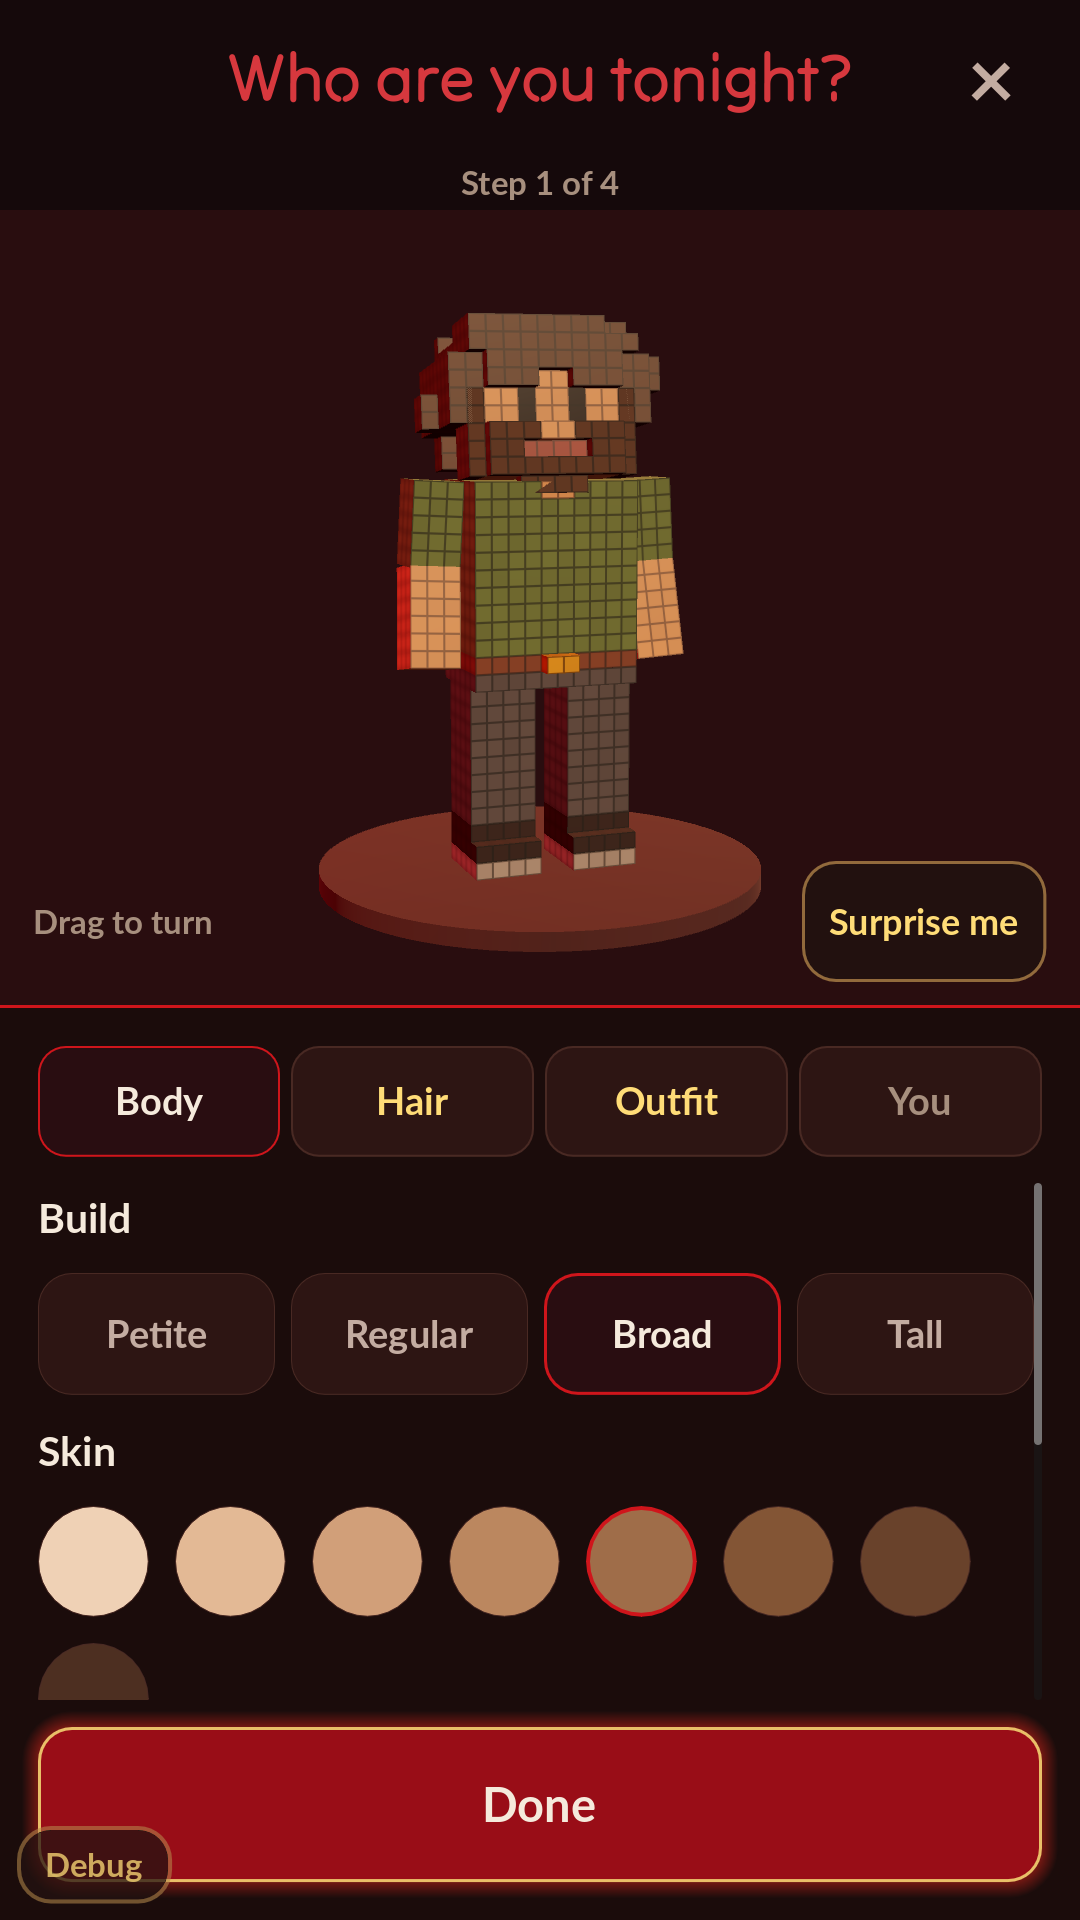 Who are you tonight?
Step 1 of 4
Drag to turn
Surprise me
Body
Hair
Outfit
You
Build
Petite
Regular
Broad
Tall
Skin
Done
Debug